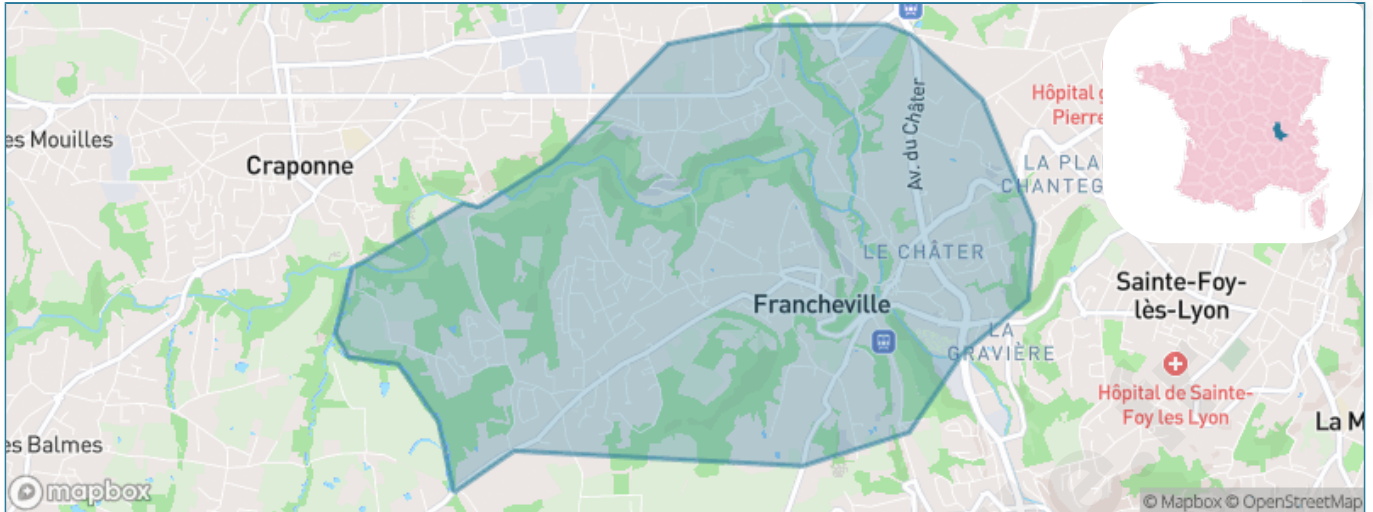 Hôpital g
Pierre
Av. du Châter
es Mouilles
Craponne
LA PLA
CHANTEG
LE CHÂTER
Sainte-Foy-
lès-Lyon
Francheville
LA
GRAVIÈRE
Hôpital de Sainte-
Foy les Lyon
La M
es Balmes
mapbox
© Mapbox © OpenStreetMap